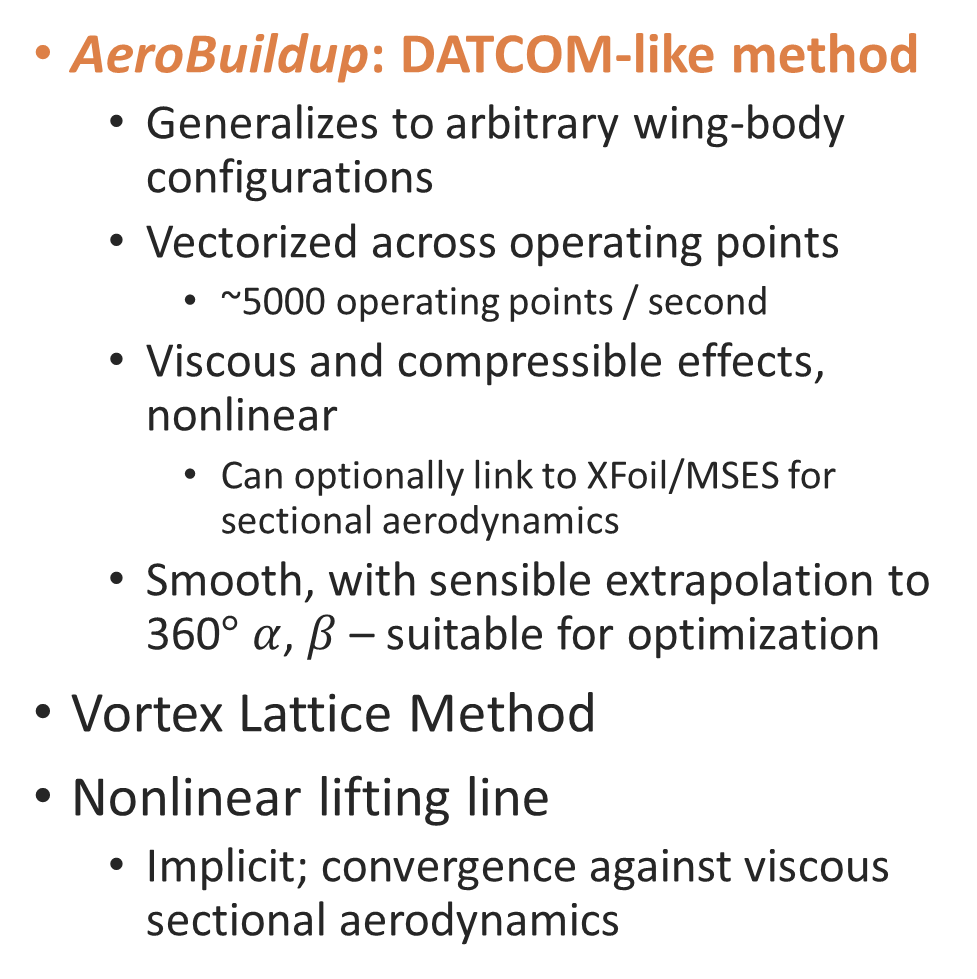 • AeroBuildup: DATCOM-like method
• Generalizes to arbitrary wing-body
configurations
• Vectorized across operating points
• ~5000 operating points / second
• Viscous and compressible effects,
nonlinear
• Can optionally link to XFoil/MSES for
sectional aerodynamics
• Smooth, with sensible extrapolation to
360° 𝛼, 𝛽 – suitable for optimization
• Vortex Lattice Method
• Nonlinear lifting line
• Implicit; convergence against viscous
sectional aerodynamics